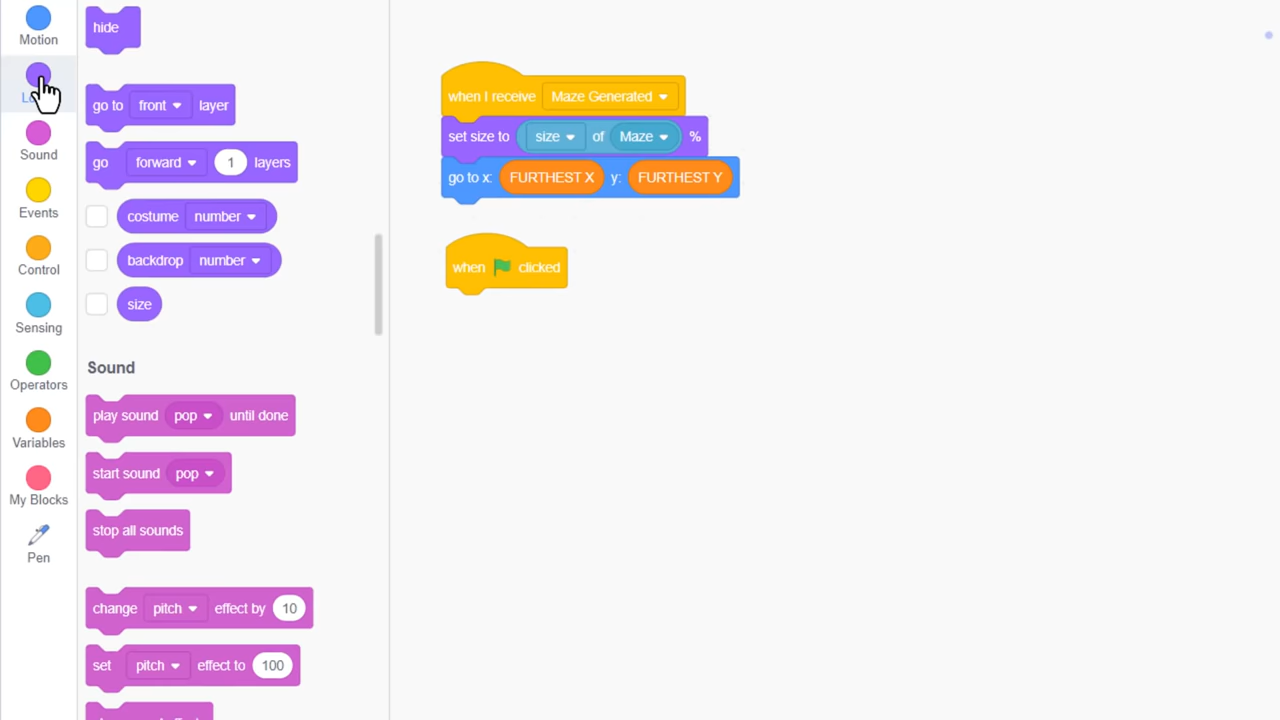 Motion
Sound
Events
Control
Sensing
Operators
Variables
My Blocks
Pen
hide
go to front layer
go forward 1 layers
costume number
backdrop number
size
Sound
play sound pop until done
start sound pop
stop all sounds
change pitch effect by 10
set pitch effect to 100
when I receive Maze Generated
set size to size of Maze %
go to x: FURTHEST X y: FURTHEST Y
when clicked